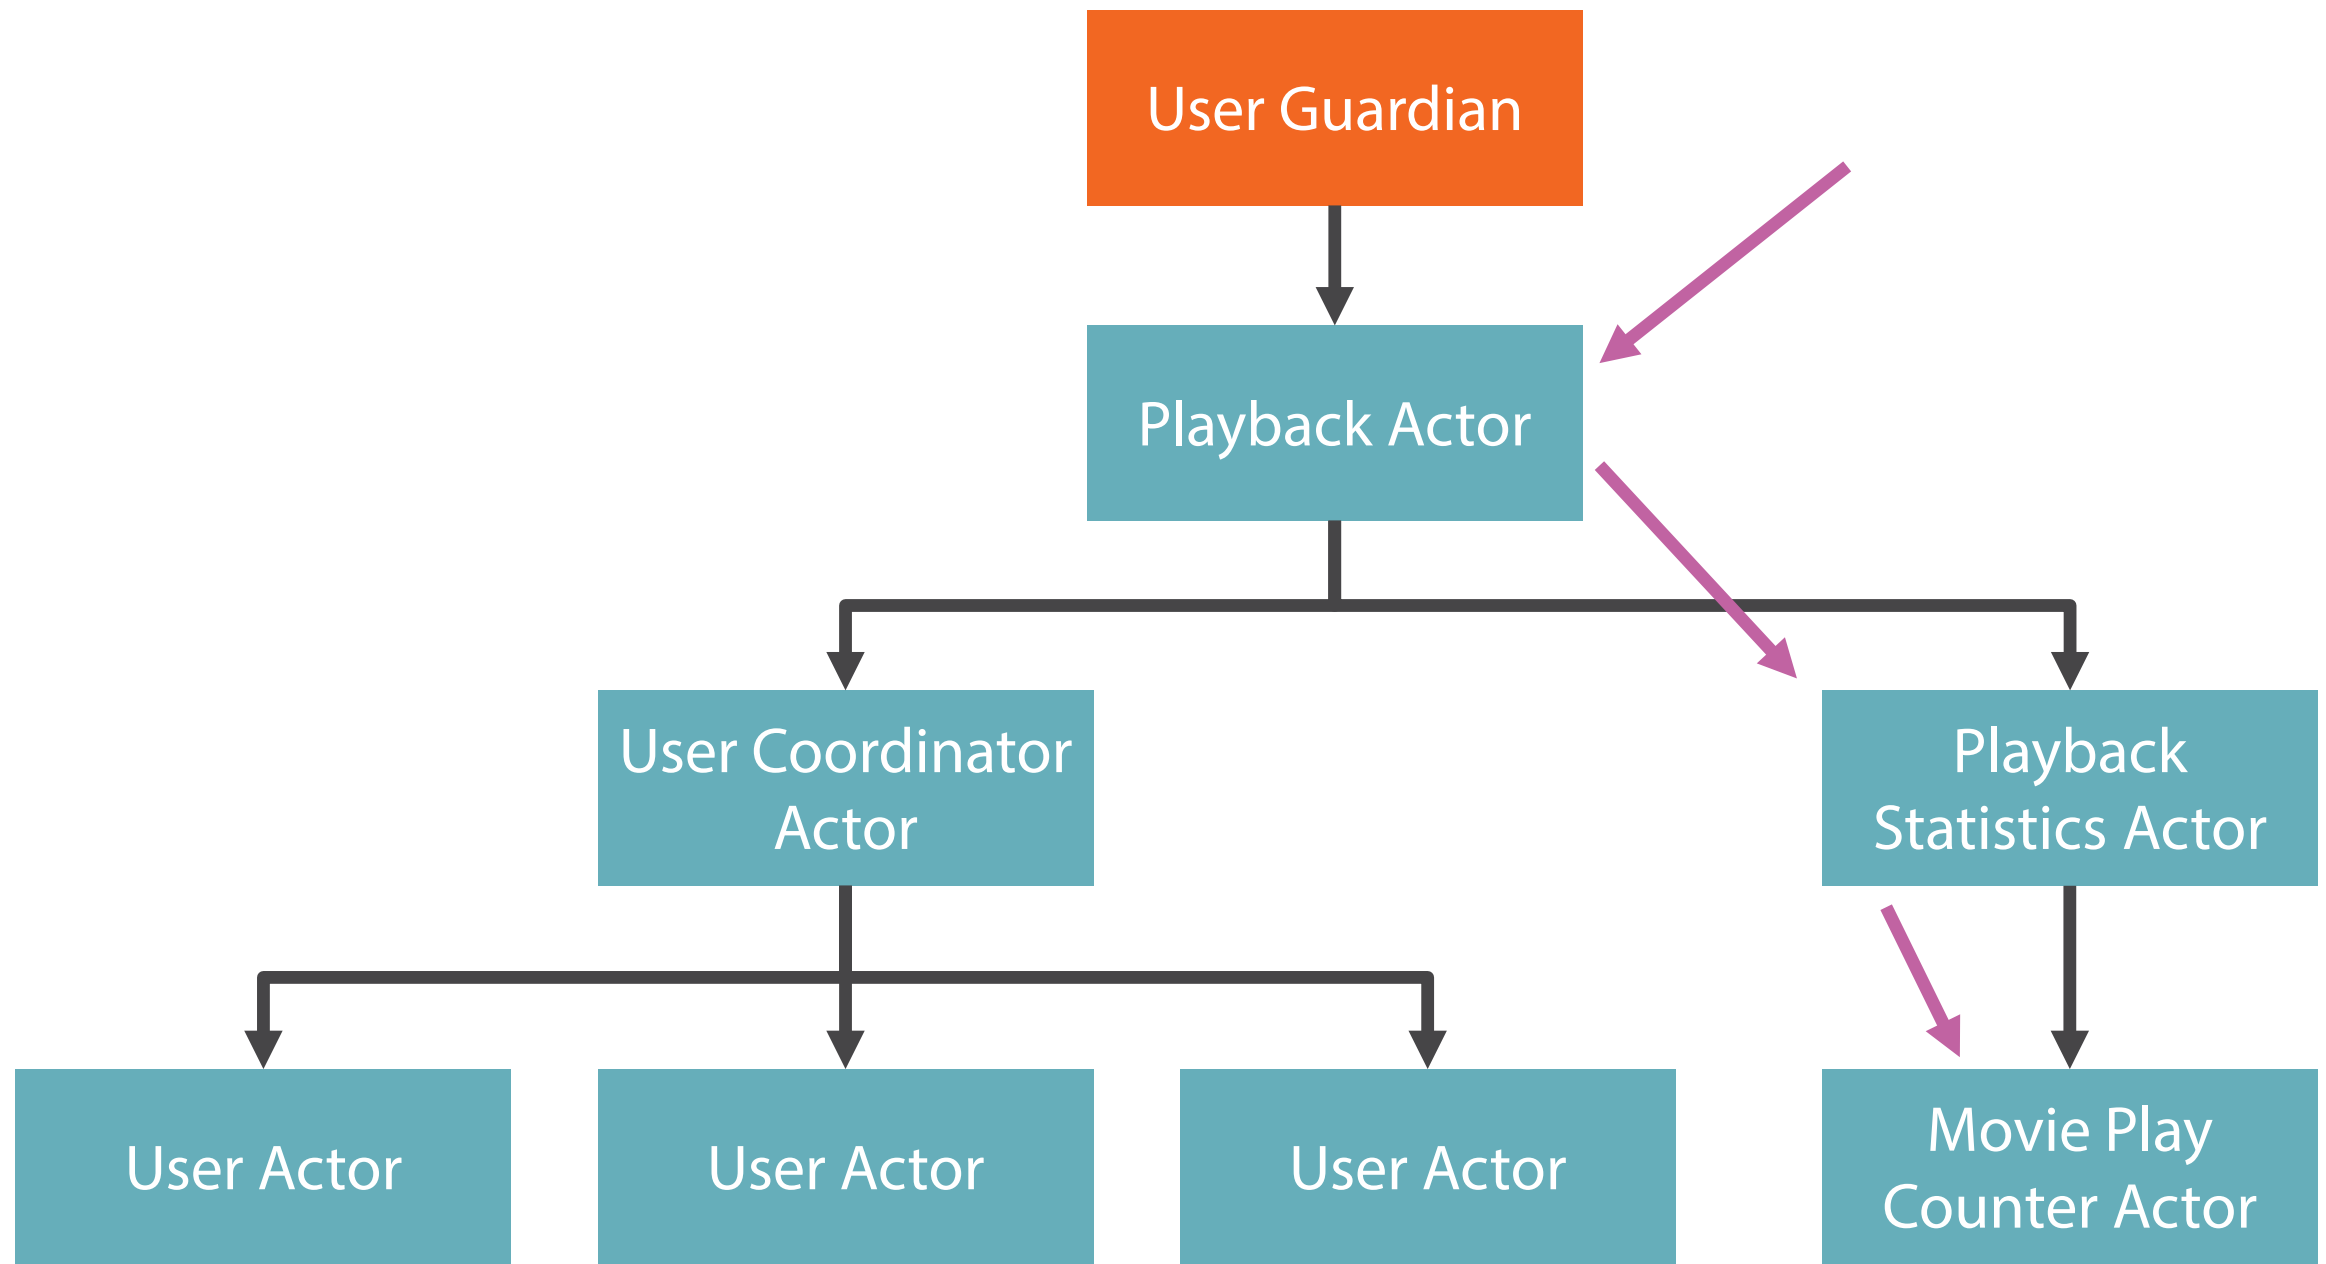 User Guardian
Playback Actor
User Coordinator
Actor
Playback
Statistics Actor
User Actor
User Actor
User Actor
Movie Play
Counter Actor